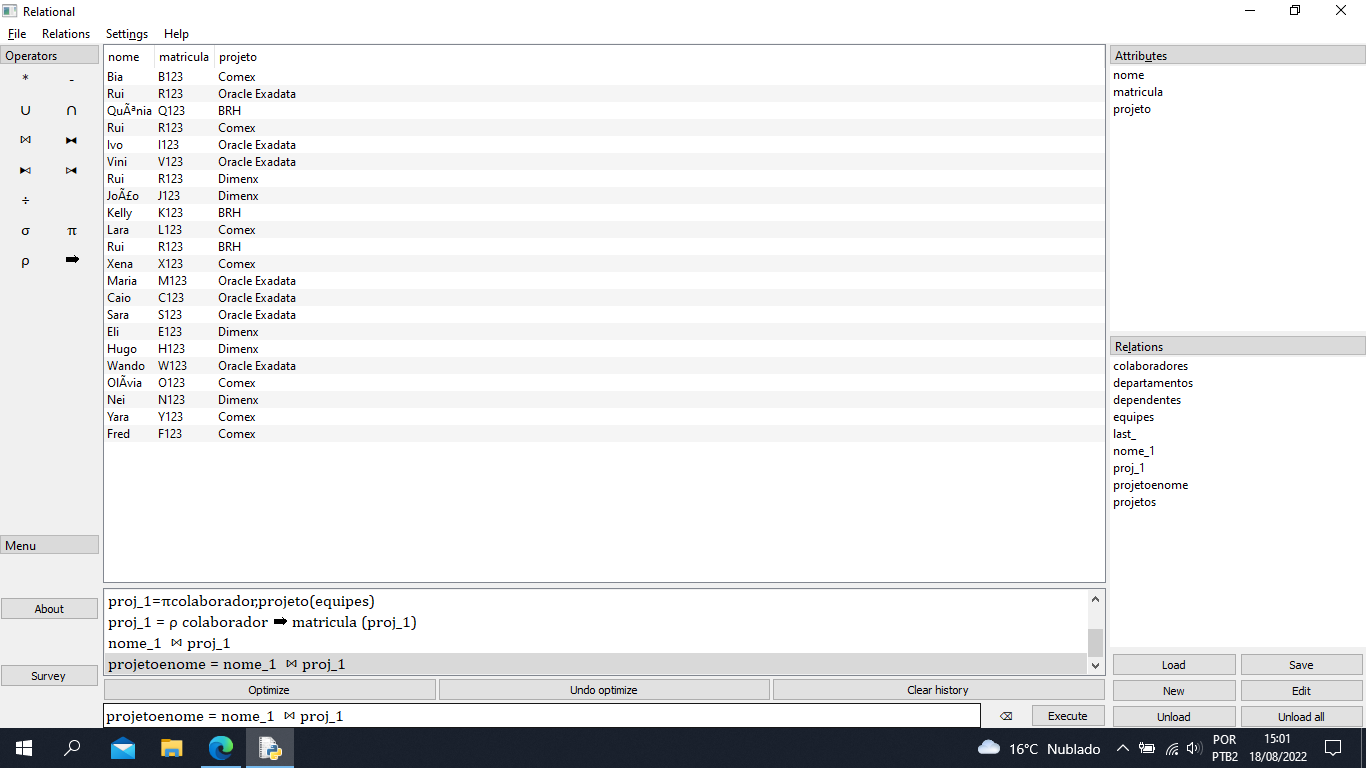 Relational
File Relations Settings Help
Operators
* -
∪ ∩
⋈ ⧓
⧑ ⧒
÷
σ π
ρ ➡
Menu
About
Survey
nome matricula projeto
Bia B123 Comex
Rui R123 Oracle Exadata
QuÃªnia Q123 BRH
Rui R123 Comex
Ivo I123 Oracle Exadata
Vini V123 Oracle Exadata
Rui R123 Dimenx
JoÃ£o J123 Dimenx
Kelly K123 BRH
Lara L123 Comex
Rui R123 BRH
Xena X123 Comex
Maria M123 Oracle Exadata
Caio C123 Oracle Exadata
Sara S123 Oracle Exadata
Eli E123 Dimenx
Hugo H123 Dimenx
Wando W123 Oracle Exadata
OlÃ­via O123 Comex
Nei N123 Dimenx
Yara Y123 Comex
Fred F123 Comex
proj_1=πcolaborador,projeto(equipes)
proj_1 = ρ colaborador ➡ matricula (proj_1)
nome_1 ⋈ proj_1
projetoenome = nome_1 ⋈ proj_1
Optimize Undo optimize Clear history
projetoenome = nome_1 ⋈ proj_1
⌫ Execute
Attributes
nome
matricula
projeto
Relations
colaboradores
departamentos
dependentes
equipes
last_
nome_1
proj_1
projetoenome
projetos
Load Save
New Edit
Unload Unload all
16°C Nublado
POR
PTB2
15:01
18/08/2022